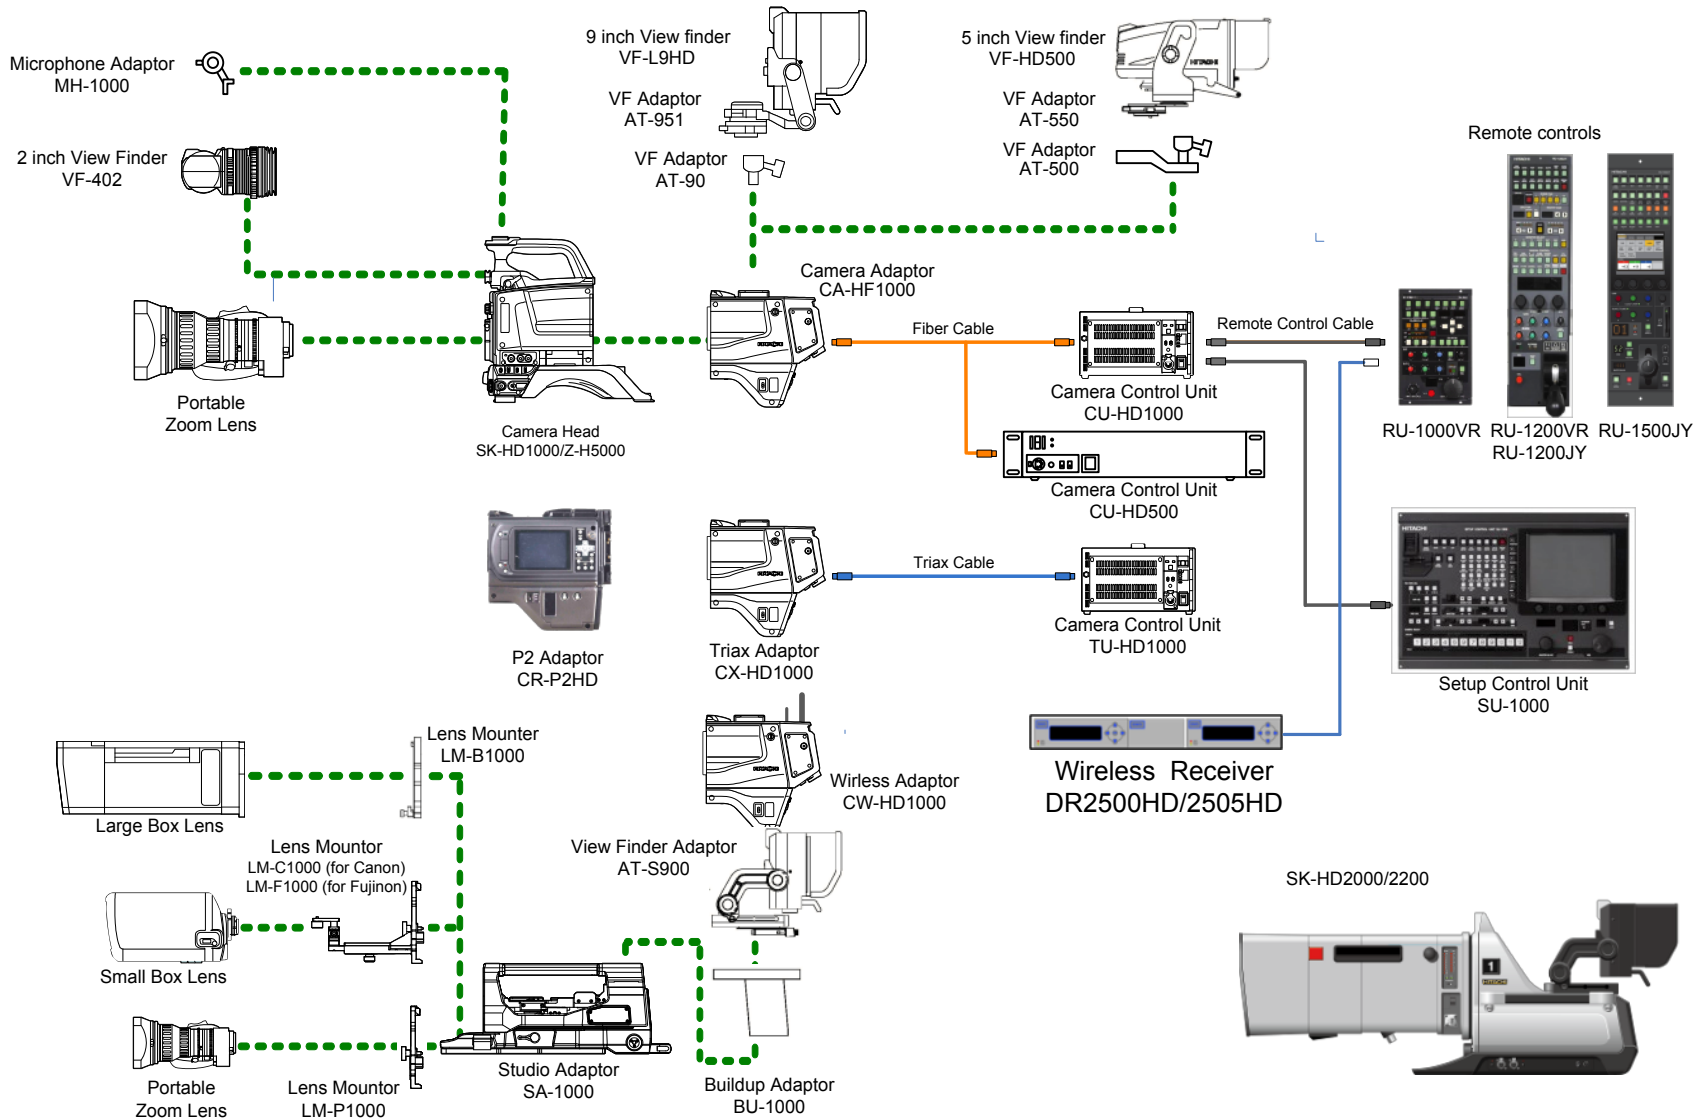 Microphone Adaptor
MH-1000
2 inch View Finder
VF-402
9 inch View finder
VF-L9HD
VF Adaptor
AT-951
VF Adaptor
AT-90
5 inch View finder
VF-HD500
VF Adaptor
AT-550
VF Adaptor
AT-500
HITACHI
Remote controls
Camera Adaptor
CA-HF1000
Fiber Cable
Remote Control Cable
Portable
Zoom Lens
Camera Head
SK-HD1000/Z-H5000
HITACHI
Camera Control Unit
CU-HD1000
RU-1000VR
RU-1200VR
RU-1200JY
RU-1500JY
Camera Control Unit
CU-HD500
P2 Adaptor
CR-P2HD
HITACHI
Triax Adaptor
CX-HD1000
Triax Cable
Camera Control Unit
TU-HD1000
HITACHI
Setup Control Unit
SU-1000
Lens Mounter
LM-B1000
Large Box Lens
HITACHI
Wirless Adaptor
CW-HD1000
Wireless Receiver
DR2500HD/2505HD
Lens Mountor
LM-C1000 (for Canon)
LM-F1000 (for Fujinon)
Small Box Lens
View Finder Adaptor
AT-S900
SK-HD2000/2200
1
HITACHI
Portable
Zoom Lens
Lens Mountor
LM-P1000
Studio Adaptor
SA-1000
Buildup Adaptor
BU-1000